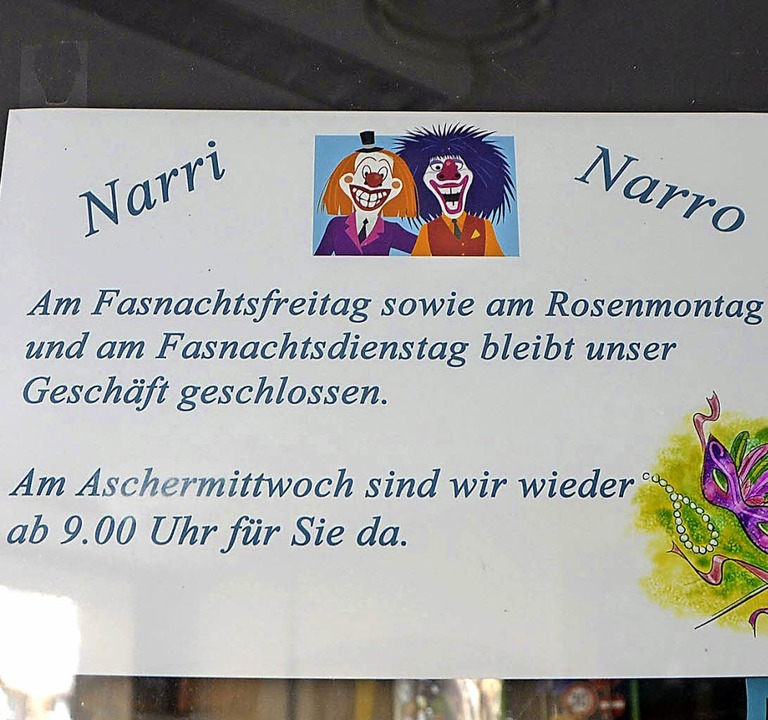 Narri
Narro
Am Fasnachtsfreitag sowie am Rosenmontag
und am Fasnachtsdienstag bleibt unser
Geschäft geschlossen.
Am Aschermittwoch sind wir wieder
ab 9.00 Uhr für Sie da.